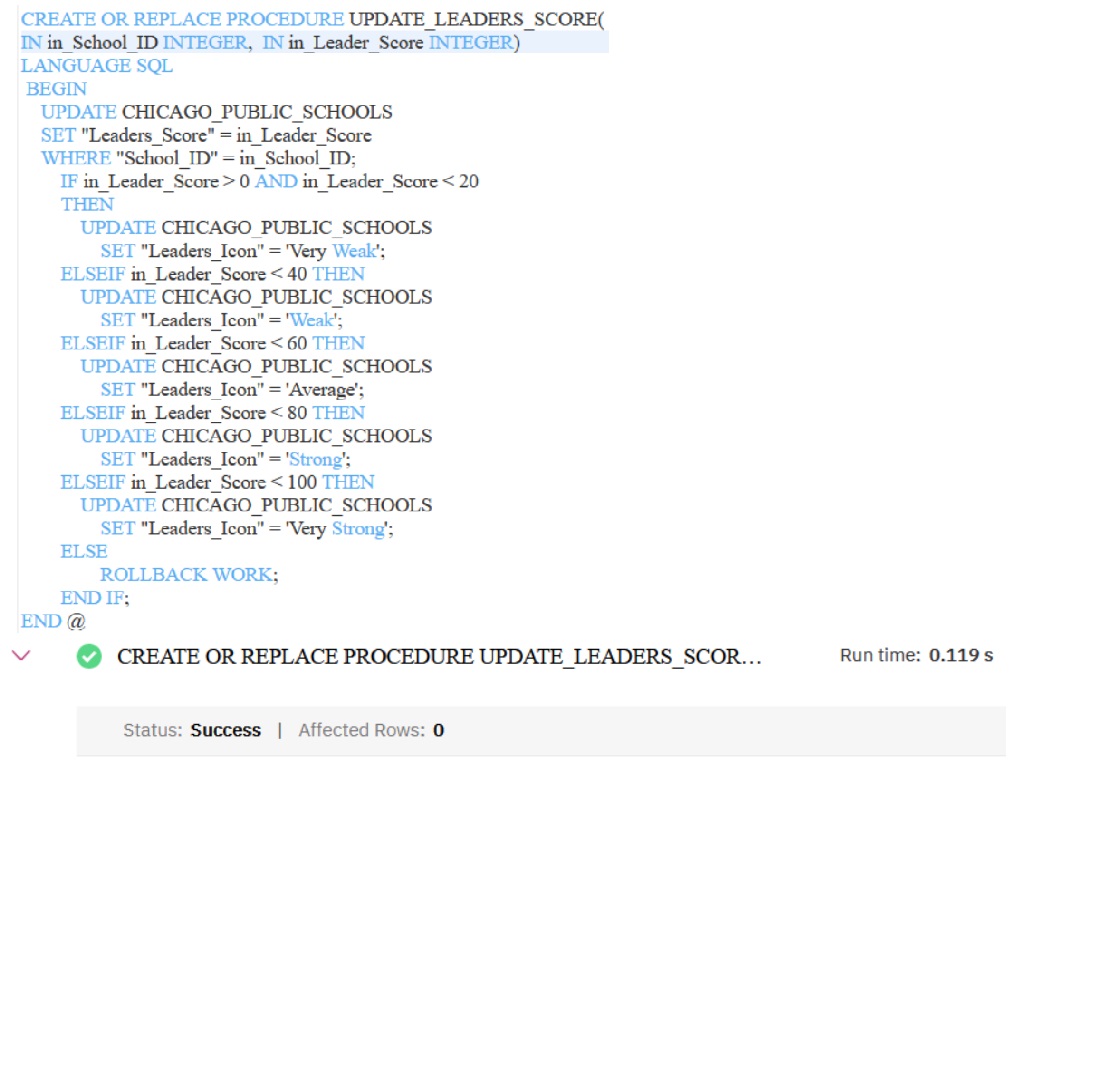 CREATE OR REPLACE PROCEDURE UPDATE_LEADERS_SCORE(
IN in_School_ID INTEGER, IN in_Leader_Score INTEGER)
LANGUAGE SQL
BEGIN
UPDATE CHICAGO_PUBLIC_SCHOOLS
SET "Leaders_Score" = in_Leader_Score
WHERE "School_ID" = in_School_ID;
IF in_Leader_Score > 0 AND in_Leader_Score < 20
THEN
UPDATE CHICAGO_PUBLIC_SCHOOLS
SET "Leaders_Icon" = 'Very Weak';
ELSEIF in_Leader_Score < 40 THEN
UPDATE CHICAGO_PUBLIC_SCHOOLS
SET "Leaders_Icon" = 'Weak';
ELSEIF in_Leader_Score < 60 THEN
UPDATE CHICAGO_PUBLIC_SCHOOLS
SET "Leaders_Icon" = 'Average';
ELSEIF in_Leader_Score < 80 THEN
UPDATE CHICAGO_PUBLIC_SCHOOLS
SET "Leaders_Icon" = 'Strong';
ELSEIF in_Leader_Score < 100 THEN
UPDATE CHICAGO_PUBLIC_SCHOOLS
SET "Leaders_Icon" = 'Very Strong';
ELSE
ROLLBACK WORK;
END IF;
END @
CREATE OR REPLACE PROCEDURE UPDATE_LEADERS_SCOR... Run time: 0.119 s
Status: Success | Affected Rows: 0